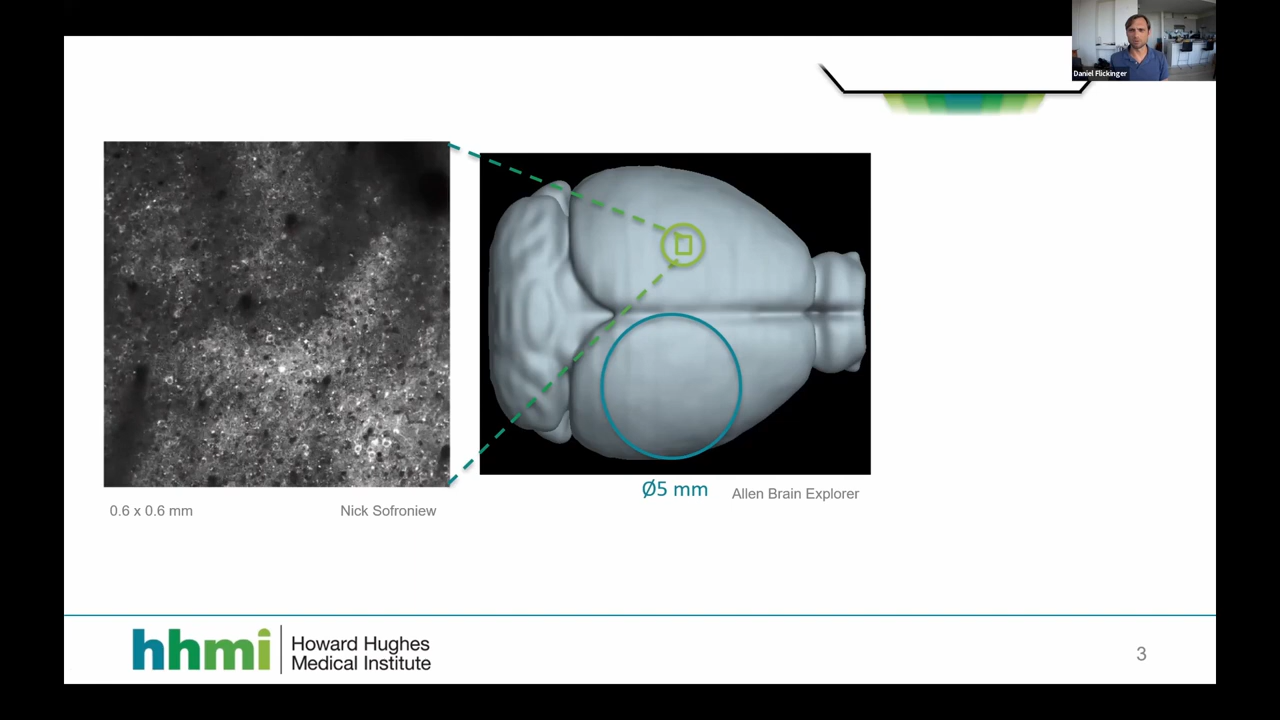 Daniel Flickinger
0.6 x 0.6 mm
Nick Sofroniew
Ø5 mm
Allen Brain Explorer
hhmi
Howard Hughes
Medical Institute
3